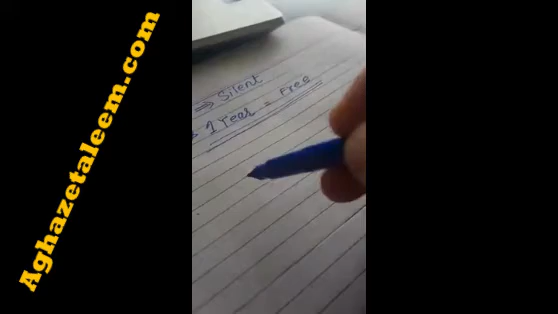 Aghazetaleem.com
⇒ Silent
1 Year = Free